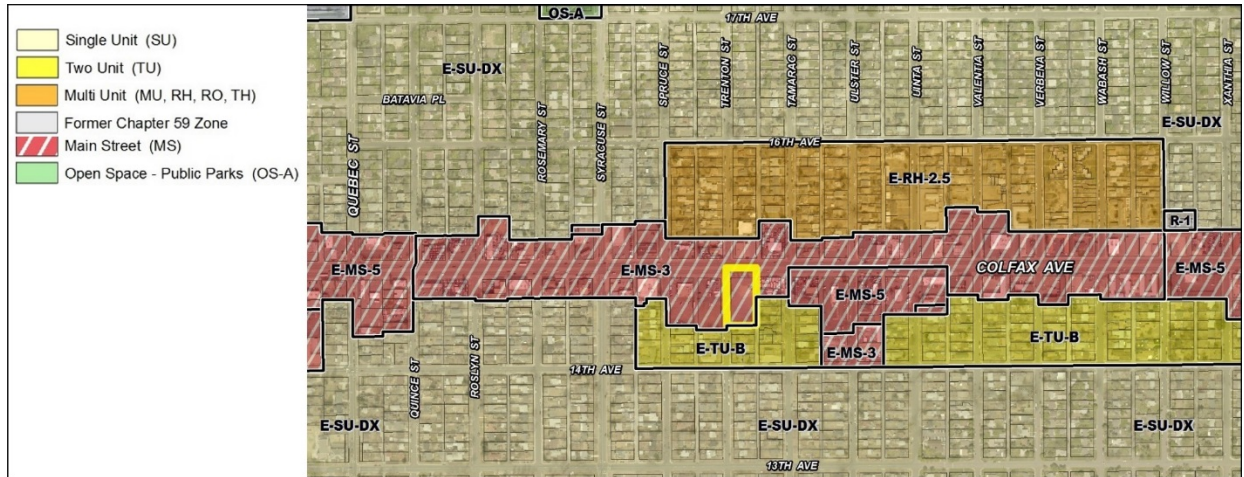 Single Unit (SU)
Two Unit (TU)
Multi Unit (MU, RH, RO, TH)
Former Chapter 59 Zone
Main Street (MS)
Open Space - Public Parks (OS-A)
OS-A
17TH AVE
E-SU-DX
BATAVIA PL
QUEBEC ST
ROSEMARY ST
SYRACUSE ST
SPRUCE ST
TRENTON ST
TAMARAC ST
ULSTER ST
UINTA ST
VALENTIA ST
VERBENA ST
WABASH ST
WILLOW ST
XANTHIA ST
E-SU-DX
16TH AVE
E-RH-2.5
R-1
E-MS-5
E-MS-3
COLFAX AVE
E-MS-5
E-MS-5
E-TU-B
E-MS-3
E-TU-B
QUINCE ST
ROSLYN ST
14TH AVE
E-SU-DX
E-SU-DX
E-SU-DX
13TH AVE